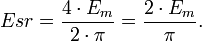 Esr = \frac{4 \cdot E_m}{2 \cdot \pi} = \frac{2 \cdot E_m}{\pi}.